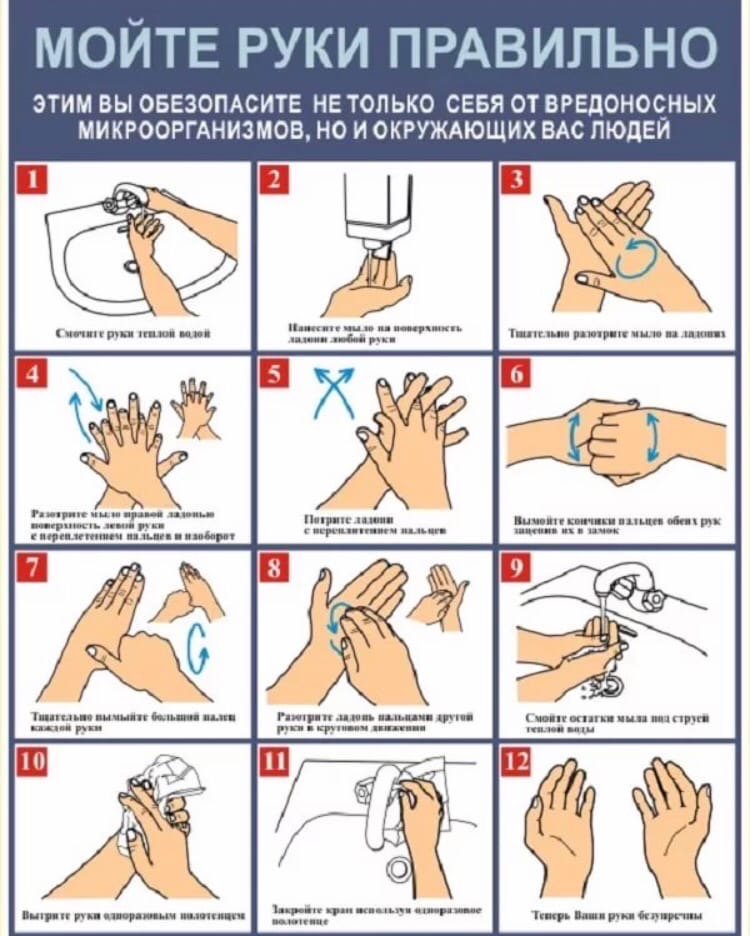 МОЙТЕ РУКИ ПРАВИЛЬНО
ЭТИМ ВЫ ОБЕЗОПАСИТЕ НЕ ТОЛЬКО СЕБЯ ОТ ВРЕДОНОСНЫХ
МИКРООРГАНИЗМОВ, НО И ОКРУЖАЮЩИХ ВАС ЛЮДЕЙ
1
Смочите руки теплой водой
2
Нанесите мыло на поверхность
ладони любой руки
3
Тщательно разотрите мыло на ладонях
4
Разотрите мыло правой ладонью
поверхность левой руки
с переплетением пальцев и наоборот
5
Потрите ладони
с переплитением пальцев
6
Вымойте кончики пальцев обеих рук
зацепив их в замок
7
Тщательно вымыйте большой палец
каждой руки
8
Разотрите ладонь пальцами другой
руки в круговом движении
9
Смойте остатки мыла под струей
теплой воды
10
Вытрите руки одноразовым полотенцем
11
Закройте кран используя одноразовое
полотенце
12
Теперь Ваши руки безупречны